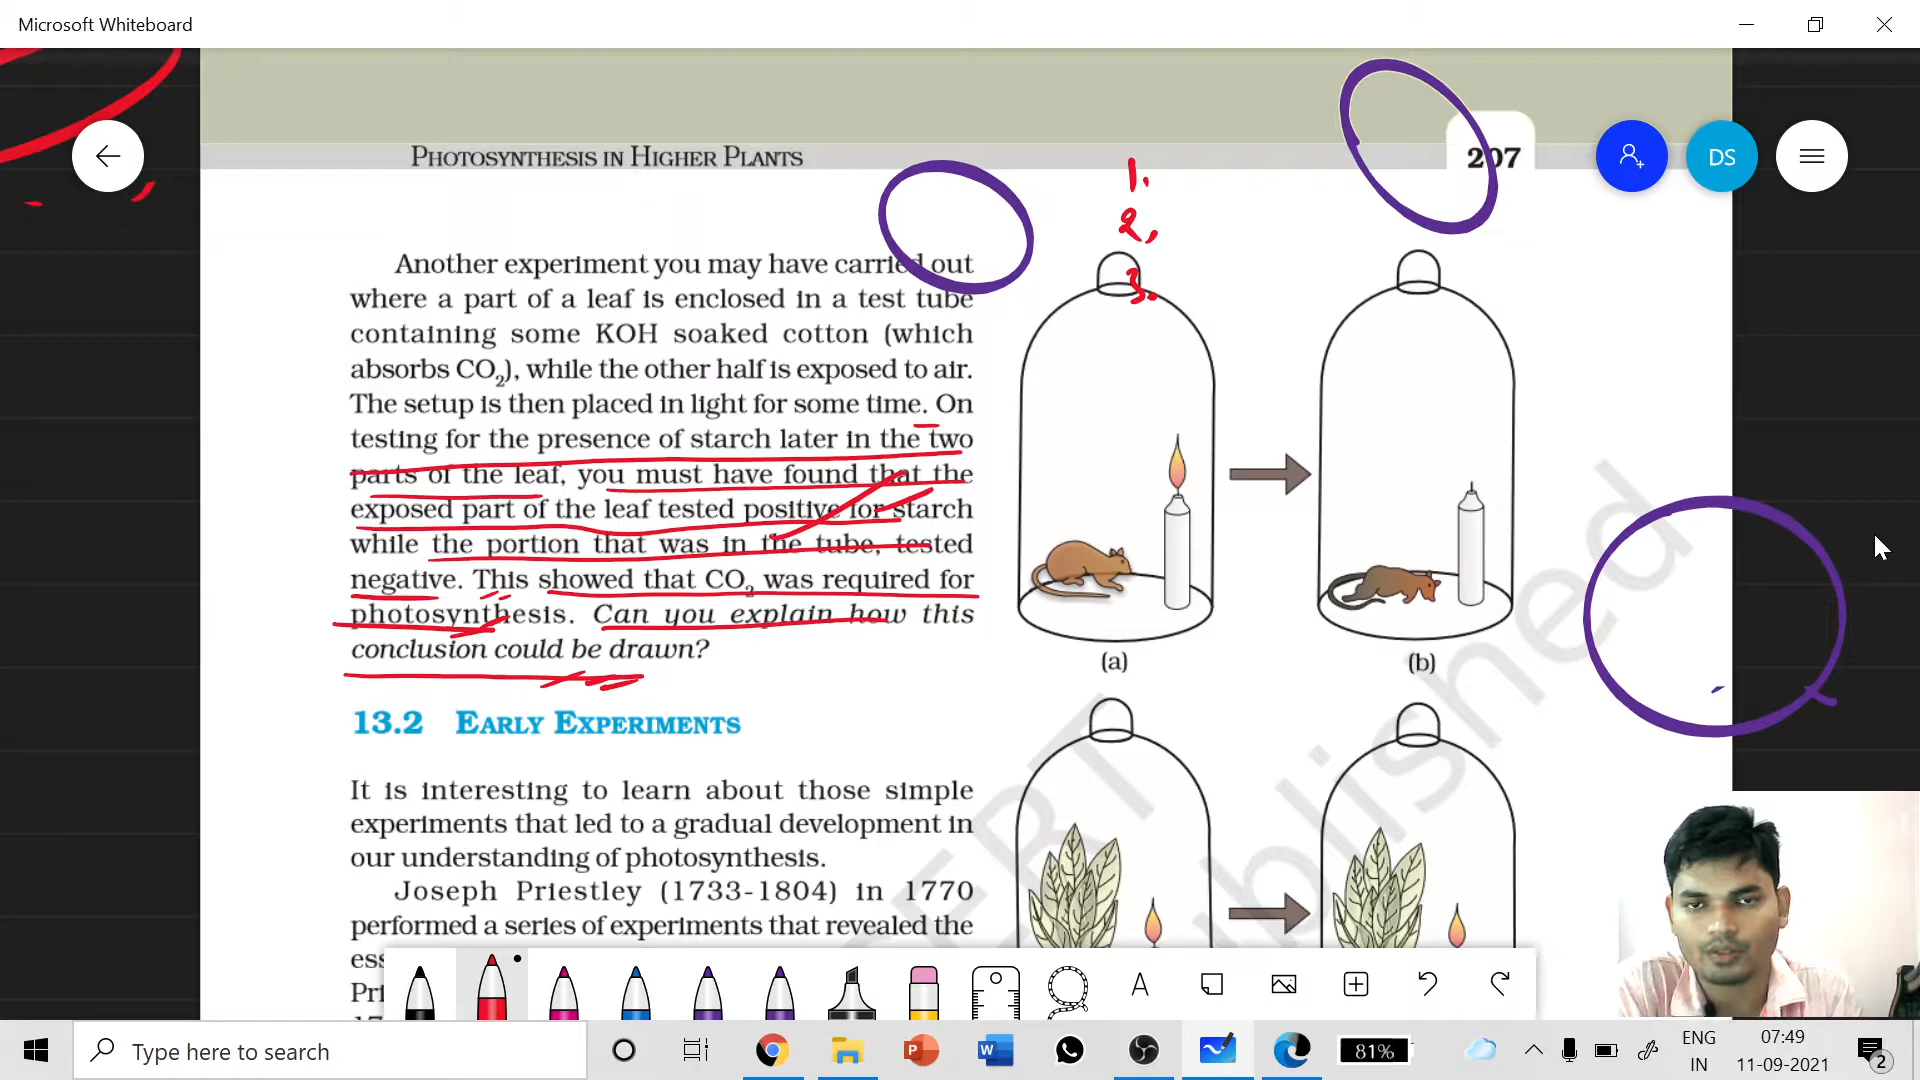 Microsoft Whiteboard
PHOTOSYNTHESIS IN HIGHER PLANTS
207
DS
1.
2,
3.
Another experiment you may have carried out
where a part of a leaf is enclosed in a test tube
containing some KOH soaked cotton (which
absorbs CO2), while the other half is exposed to air.
The setup is then placed in light for some time. On
testing for the presence of starch later in the two
parts of the leaf, you must have found that the
exposed part of the leaf tested positive for starch
while the portion that was in the tube, tested
negative. This showed that CO2 was required for
photosynthesis. Can you explain how this
conclusion could be drawn?
(a)
(b)
13.2 EARLY EXPERIMENTS
It is interesting to learn about those simple
experiments that led to a gradual development in
our understanding of photosynthesis.
Joseph Priestley (1733-1804) in 1770
performed a series of experiments that revealed the
Type here to search
81%
ENG
IN
07:49
11-09-2021
2